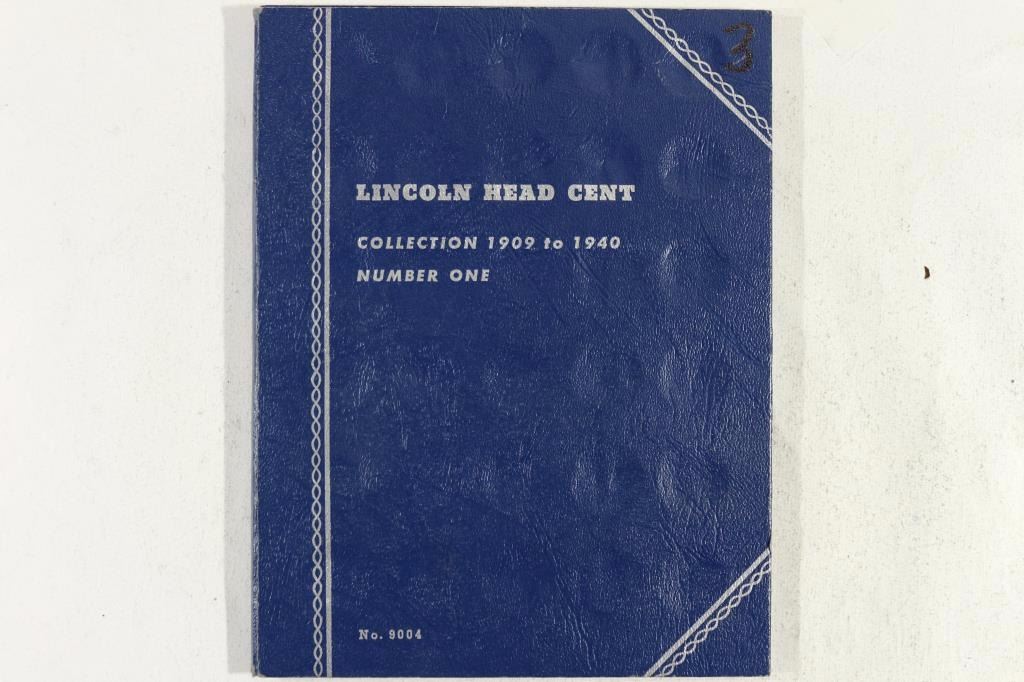 3
LINCOLN HEAD CENT
COLLECTION 1909 to 1940
NUMBER ONE
No. 9004